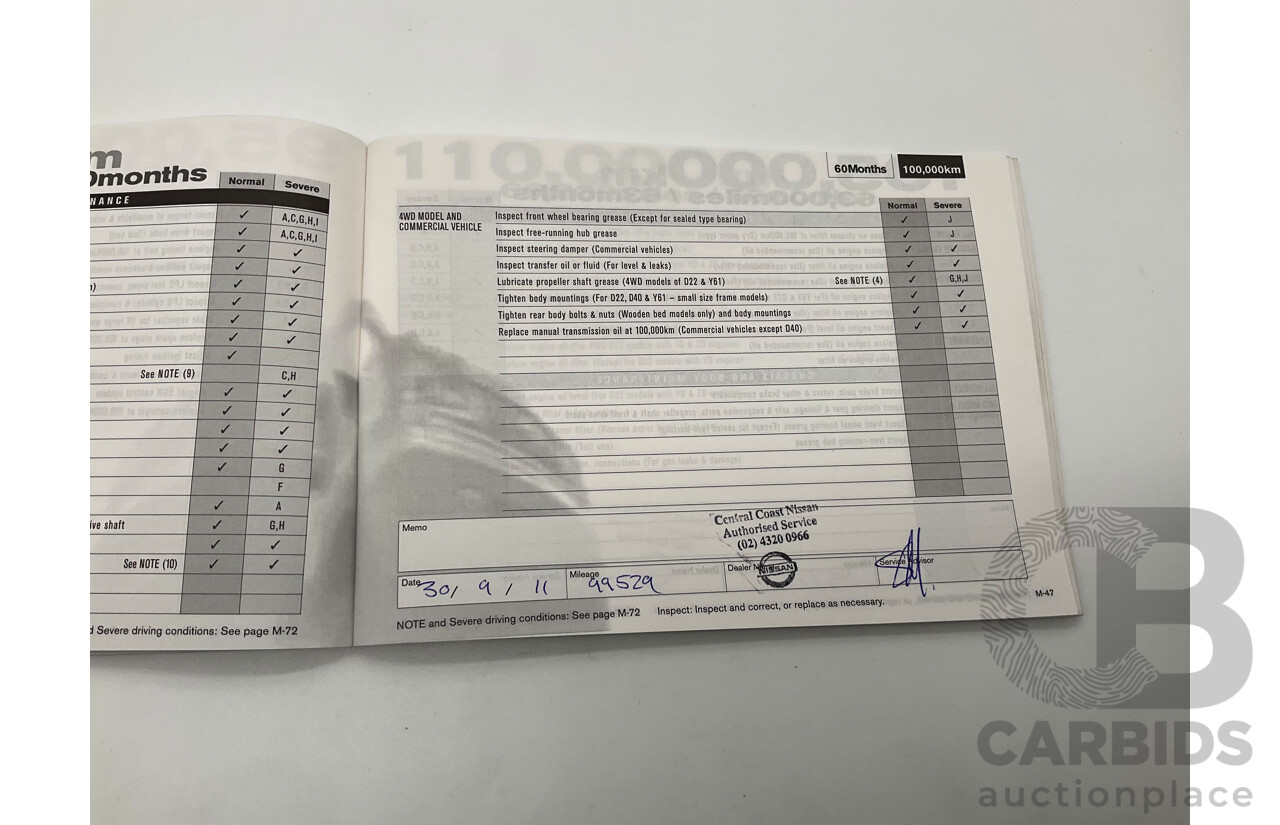 m
0months
NANCE
Normal Severe
✓ A,C,G,H,I
✓ A,C,G,H,I
✓ ✓
✓ ✓
) ✓ ✓
✓ ✓
✓ ✓
✓ ✓
✓
See NOTE (9) C,H
✓ ✓
✓ ✓
✓ ✓
✓ ✓
✓ G
F
✓ A
ive shaft ✓ G,H
✓ ✓
See NOTE (10) ✓ ✓
d Severe driving conditions: See page M-72
60Months 100,000km
Normal Severe
4WD MODEL AND
COMMERCIAL VEHICLE
Inspect front wheel bearing grease (Except for sealed type bearing) ✓ J
Inspect free-running hub grease ✓ J
Inspect steering damper (Commercial vehicles) ✓ ✓
Inspect transfer oil or fluid (For level & leaks) ✓ ✓
Lubricate propeller shaft grease (4WD models of D22 & Y61) See NOTE (4) ✓ G,H,J
Tighten body mountings (For D22, D40 & Y61 – small size frame models) ✓ ✓
Tighten rear body bolts & nuts (Wooden bed models only) and body mountings ✓ ✓
Replace manual transmission oil at 100,000km (Commercial vehicles except D40) ✓ ✓
Memo
Central Coast Nissan
Authorised Service
(02) 4320 0966
Date 30/ 9 / 11 Mileage 99529 Dealer N NISSAN Service Advisor
NOTE and Severe driving conditions: See page M-72 Inspect: Inspect and correct, or replace as necessary.
M-47
CB
CARBIDS
auctionplace